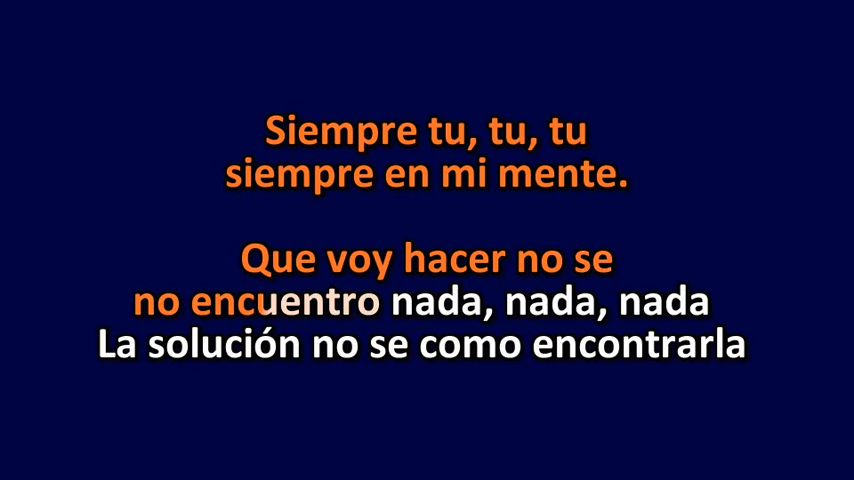 Siempre tu, tu, tu
siempre en mi mente.
Que voy hacer no se
no encuentro nada, nada, nada
La solución no se como encontrarla